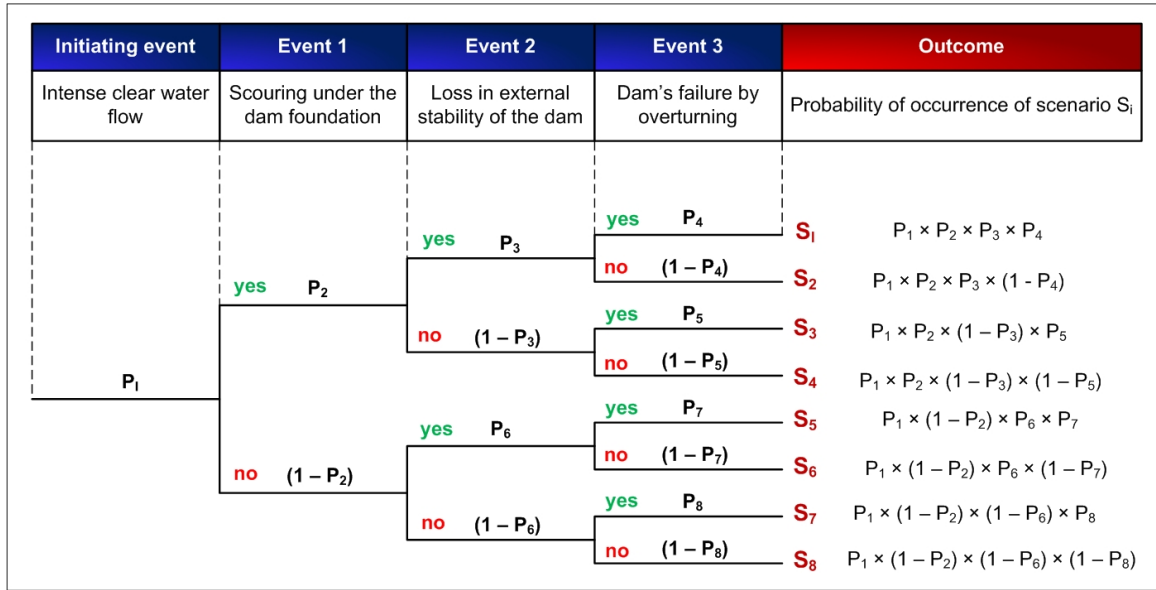 Initiating event Event 1 Event 2 Event 3 Outcome
Intense clear water flow
Scouring under the dam foundation
Loss in external stability of the dam
Dam's failure by overturning
Probability of occurrence of scenario Sᵢ
yes P₄ S_I P₁ × P₂ × P₃ × P₄
yes P₃
no (1 – P₄) S₂ P₁ × P₂ × P₃ × (1 - P₄)
yes P₂
yes P₅ S₃ P₁ × P₂ × (1 – P₃) × P₅
no (1 – P₃)
no (1 – P₅) S₄ P₁ × P₂ × (1 – P₃) × (1 – P₅)
P_I
yes P₇ S₅ P₁ × (1 – P₂) × P₆ × P₇
yes P₆
no (1 – P₇) S₆ P₁ × (1 – P₂) × P₆ × (1 – P₇)
no (1 – P₂)
yes P₈ S₇ P₁ × (1 – P₂) × (1 – P₆) × P₈
no (1 – P₆)
no (1 – P₈) S₈ P₁ × (1 – P₂) × (1 – P₆) × (1 – P₈)